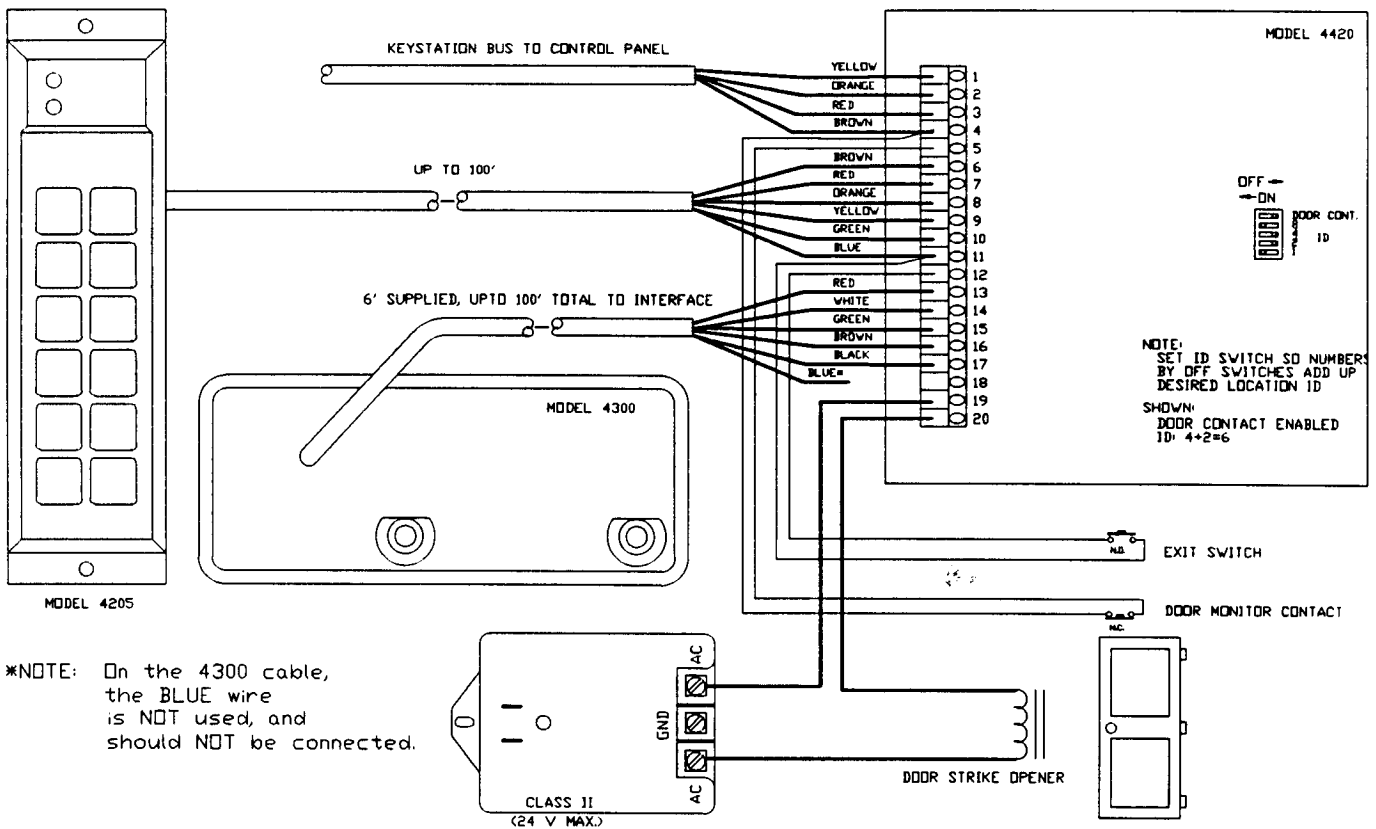 MODEL 4420
KEYSTATION BUS TO CONTROL PANEL
YELLOW
ORANGE
RED
BROWN
1
2
3
4
5
UP TO 100'
BROWN
RED
ORANGE
YELLOW
GREEN
BLUE
6
7
8
9
10
11
12
OFF
ON
DOOR CONT.
ID
6' SUPPLIED, UPTO 100' TOTAL TO INTERFACE
RED
WHITE
GREEN
BROWN
BLACK
BLUE*
13
14
15
16
17
18
19
20
NOTE:
SET ID SWITCH SO NUMBERS
BY OFF SWITCHES ADD UP
DESIRED LOCATION ID
SHOWN:
DOOR CONTACT ENABLED
ID: 4+2=6
MODEL 4300
N.O.
EXIT SWITCH
MODEL 4205
DOOR MONITOR CONTACT
N.C.
*NOTE: On the 4300 cable,
the BLUE wire
is NOT used, and
should NOT be connected.
AC
GND
AC
CLASS II
(24 V MAX.)
DOOR STRIKE OPENER